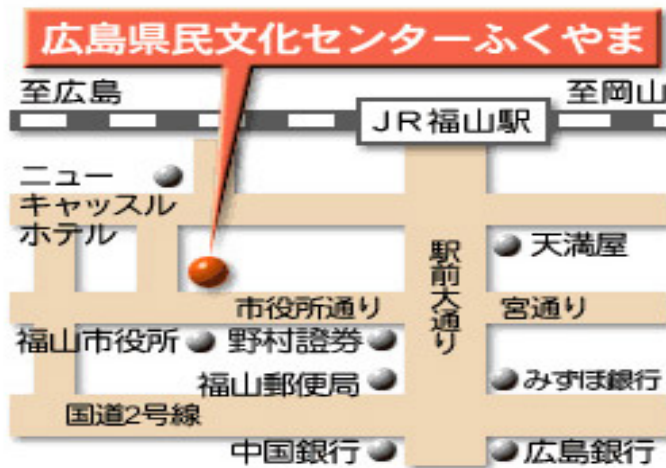 広島県民文化センターふくやま
至広島
至岡山
JR福山駅
ニュー
キャッスル
ホテル
駅前大通り
天満屋
市役所通り
宮通り
福山市役所
野村證券
福山郵便局
みずほ銀行
国道2号線
中国銀行
広島銀行